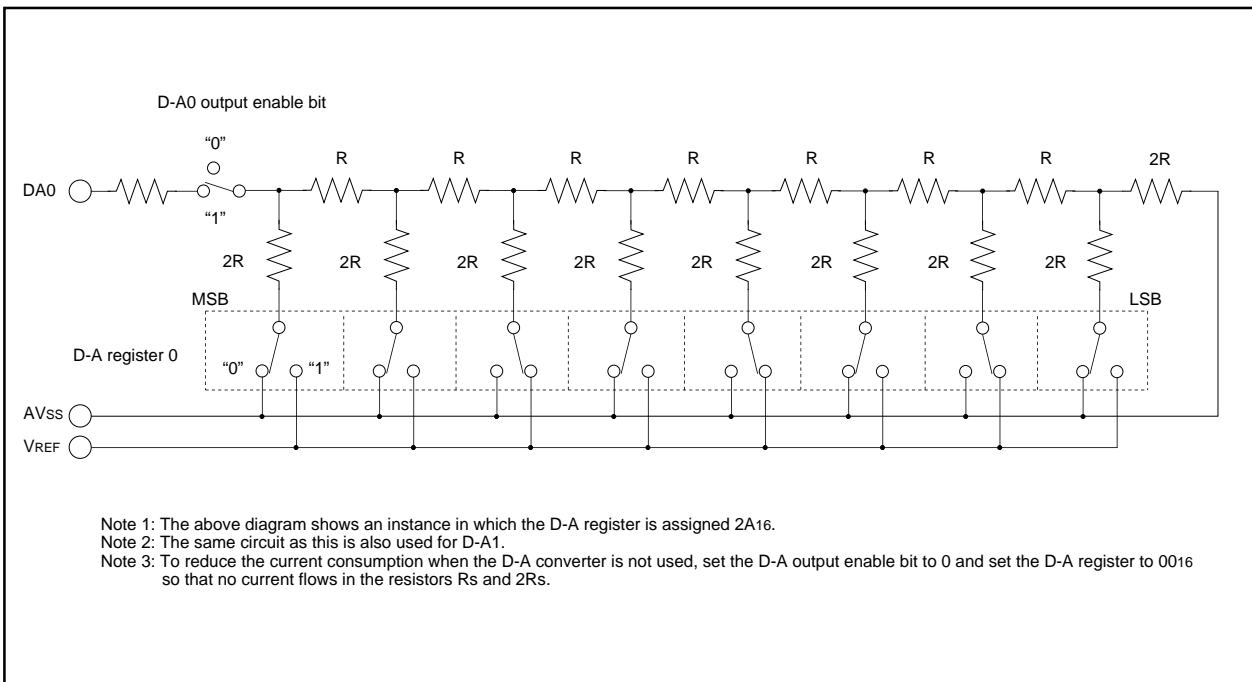 D-A0 output enable bit
“0”
R R R R R R R 2R
DA0
“1”
2R 2R 2R 2R 2R 2R 2R 2R
MSB LSB
D-A register 0
“0” “1”
AVSS
VREF
Note 1: The above diagram shows an instance in which the D-A register is assigned 2A16.
Note 2: The same circuit as this is also used for D-A1.
Note 3: To reduce the current consumption when the D-A converter is not used, set the D-A output enable bit to 0 and set the D-A register to 0016
so that no current flows in the resistors Rs and 2Rs.